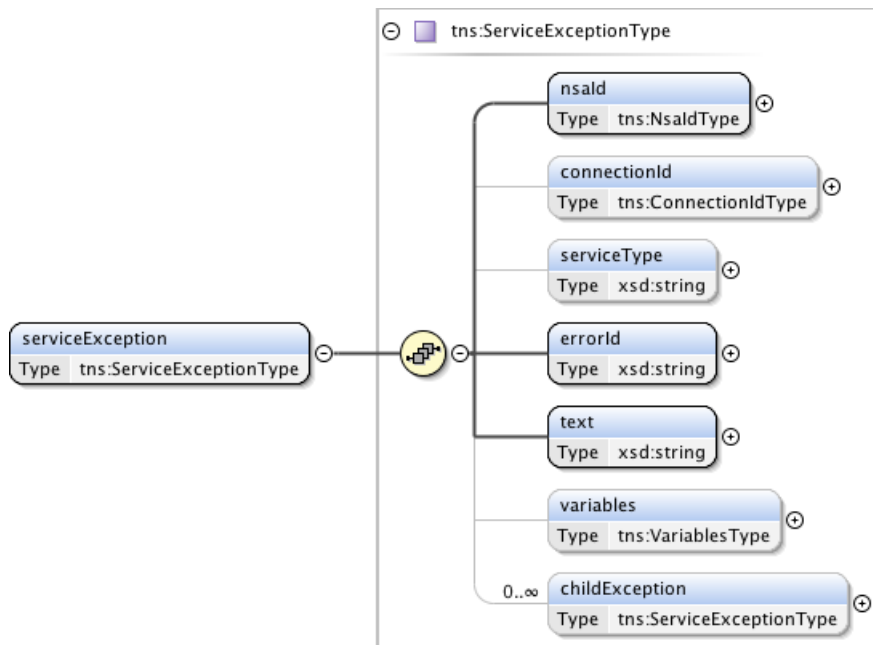 tns:ServiceExceptionType
nsaId
Type tns:NsaIdType
connectionId
Type tns:ConnectionIdType
serviceType
Type xsd:string
serviceException
Type tns:ServiceExceptionType
errorId
Type xsd:string
text
Type xsd:string
variables
Type tns:VariablesType
0..∞
childException
Type tns:ServiceExceptionType